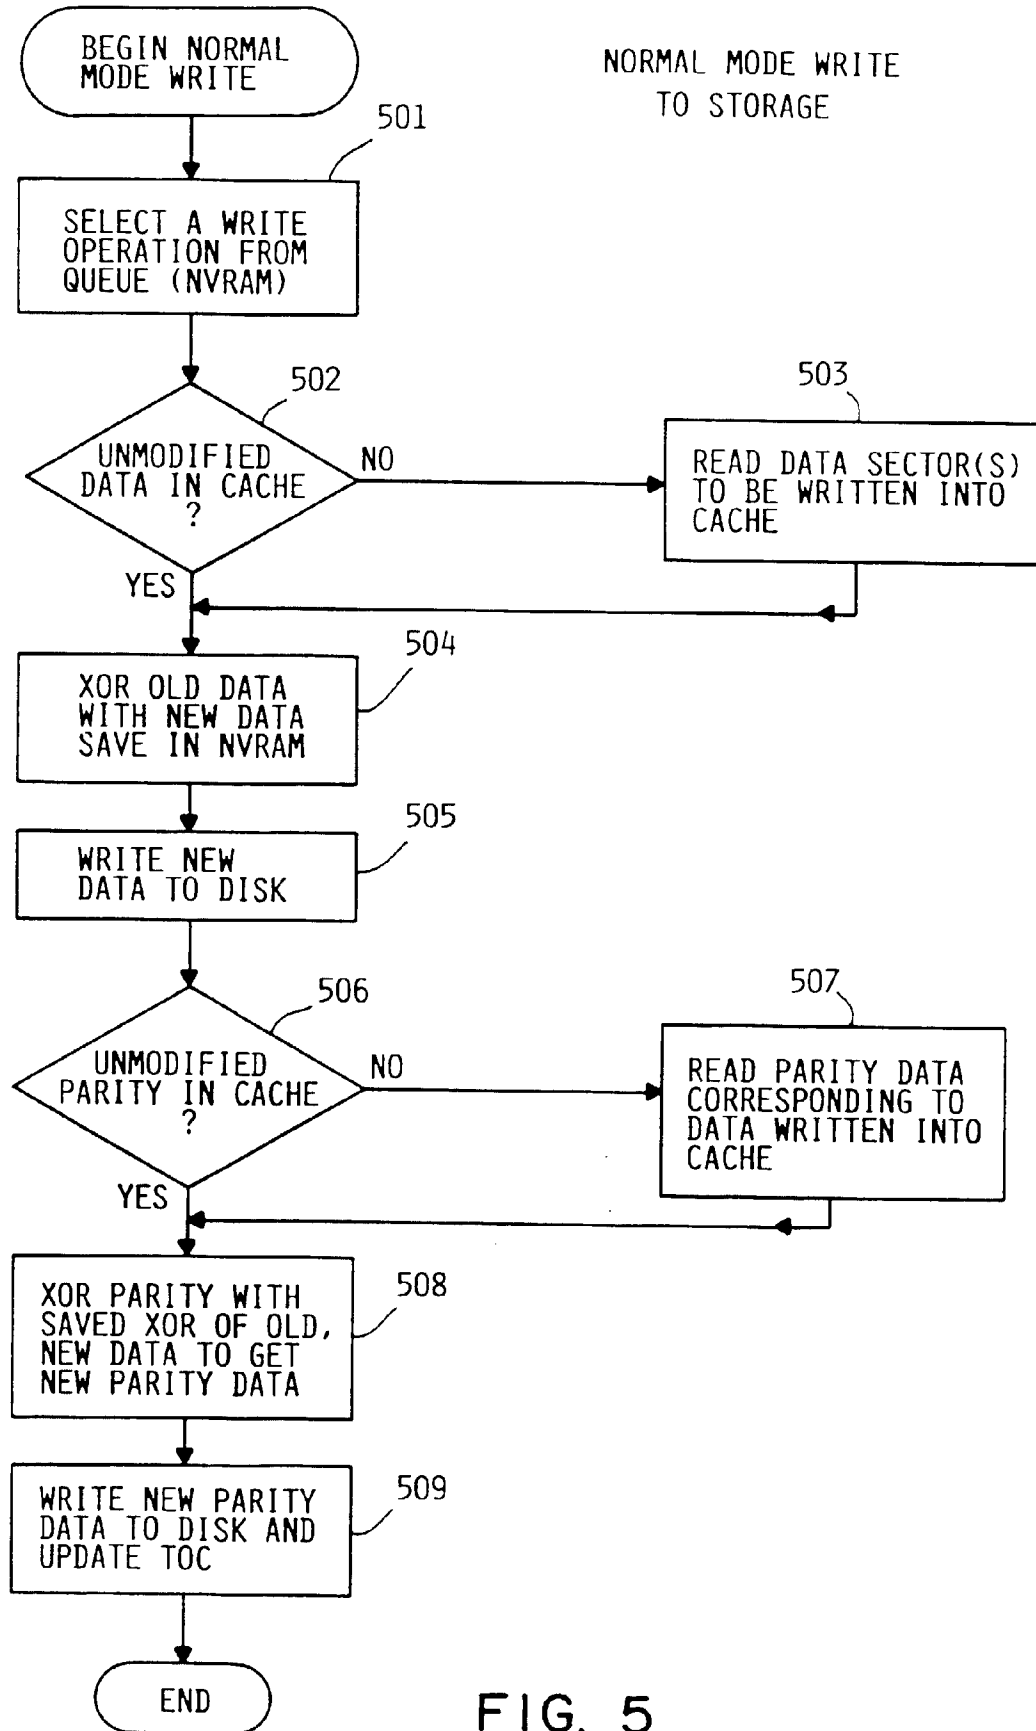 BEGIN NORMAL
MODE WRITE
NORMAL MODE WRITE
TO STORAGE
501
SELECT A WRITE
OPERATION FROM
QUEUE (NVRAM)
502
UNMODIFIED
DATA IN CACHE
?
NO
503
READ DATA SECTOR(S)
TO BE WRITTEN INTO
CACHE
YES
504
XOR OLD DATA
WITH NEW DATA
SAVE IN NVRAM
505
WRITE NEW
DATA TO DISK
506
UNMODIFIED
PARITY IN CACHE
?
NO
507
READ PARITY DATA
CORRESPONDING TO
DATA WRITTEN INTO
CACHE
YES
508
XOR PARITY WITH
SAVED XOR OF OLD,
NEW DATA TO GET
NEW PARITY DATA
509
WRITE NEW PARITY
DATA TO DISK AND
UPDATE TOC
END
FIG. 5